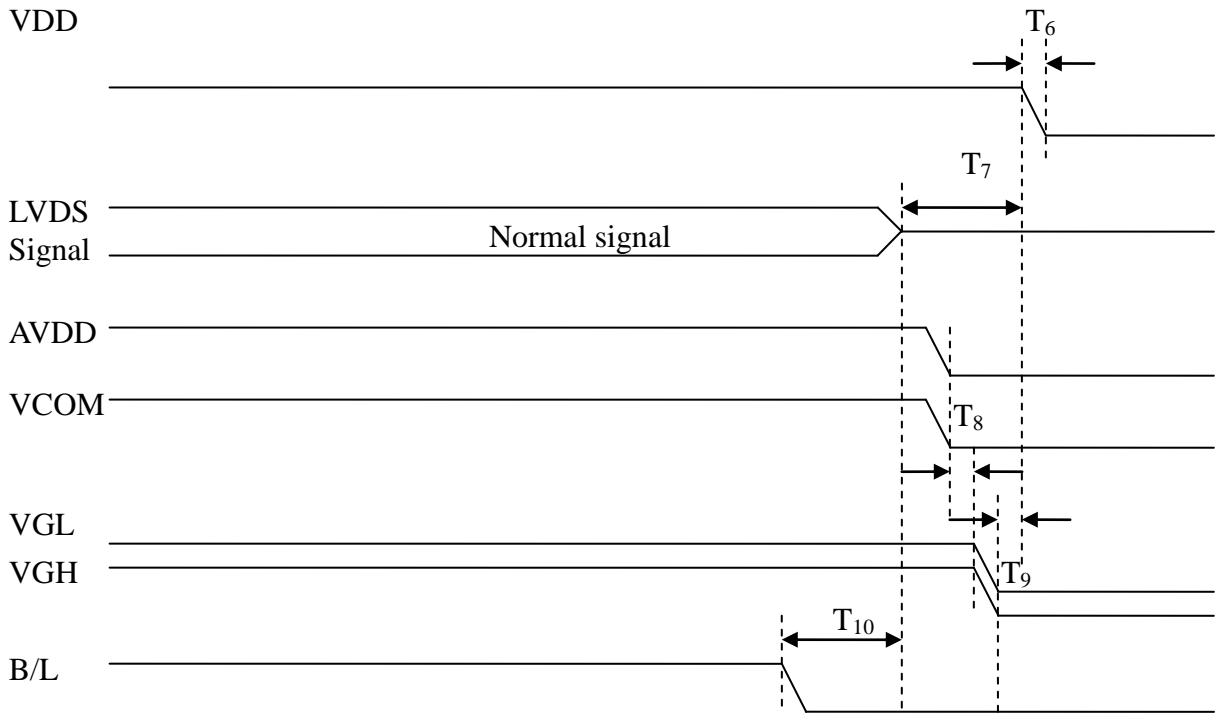 VDD
T₆
T₇
LVDS
Signal
Normal signal
AVDD
VCOM
T₈
VGL
VGH
T₉
T₁₀
B/L